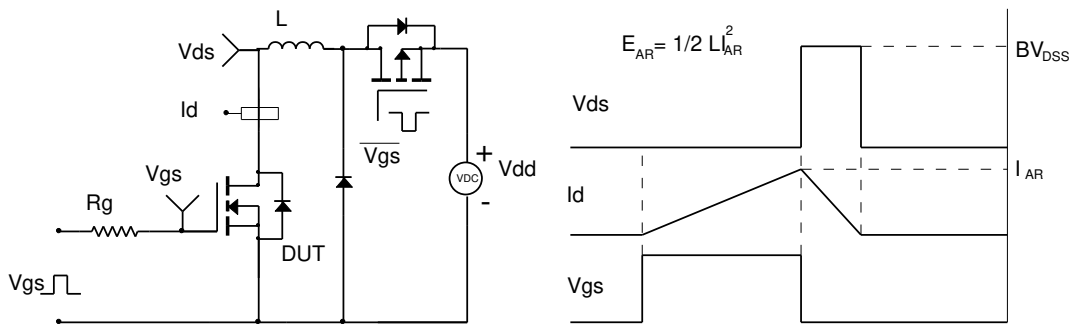 L
Vds
Id
Vgs
Vgs
+
VDC
Vdd
-
Rg
DUT
Vgs
E_AR = 1/2 LI_AR^2
BV_DSS
Vds
I_AR
Id
Vgs